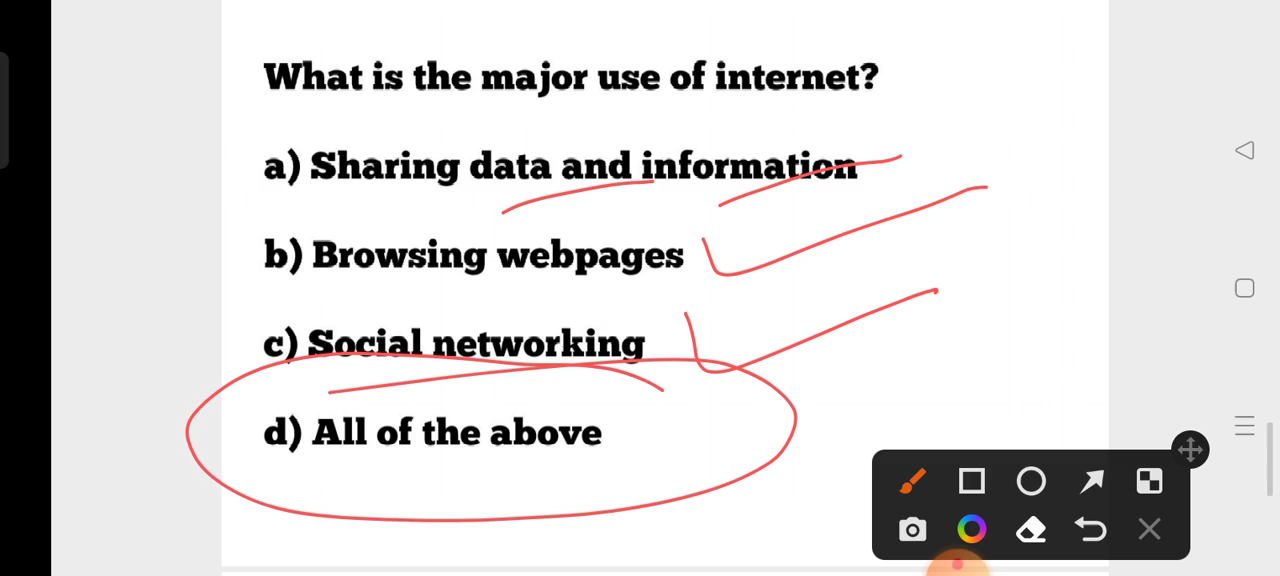 What is the major use of internet?
a) Sharing data and information
b) Browsing webpages
c) Social networking
d) All of the above